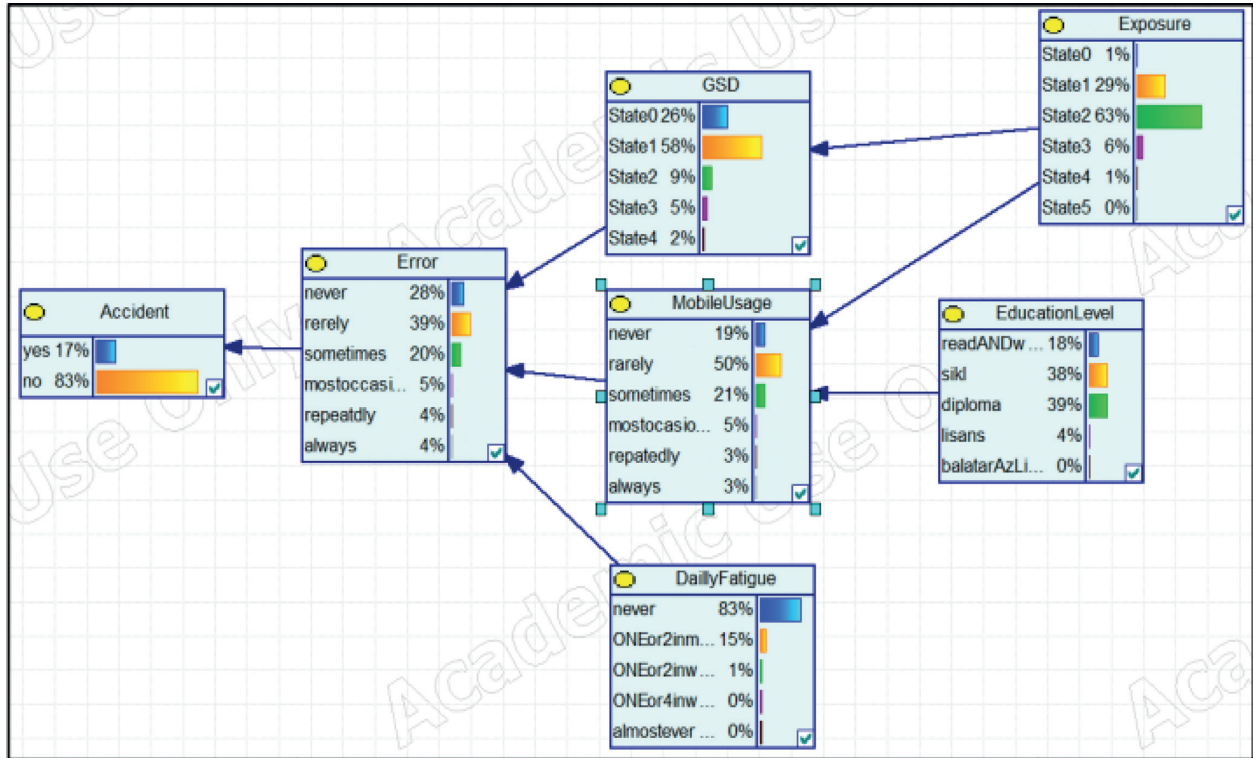 Exposure
State0 1%
State1 29%
State2 63%
State3 6%
State4 1%
State5 0%
GSD
State0 26%
State1 58%
State2 9%
State3 5%
State4 2%
Error
never 28%
rerely 39%
sometimes 20%
mostoccasi... 5%
repeatdly 4%
always 4%
Accident
yes 17%
no 83%
MobileUsage
never 19%
rarely 50%
sometimes 21%
mostocasio... 5%
repatedly 3%
always 3%
EducationLevel
readANDw ... 18%
sikl 38%
diploma 39%
lisans 4%
balatarAzLi... 0%
DaillyFatigue
never 83%
ONEor2inm... 15%
ONEor2inw ... 1%
ONEor4inw ... 0%
almostever ... 0%
Academic Use Only